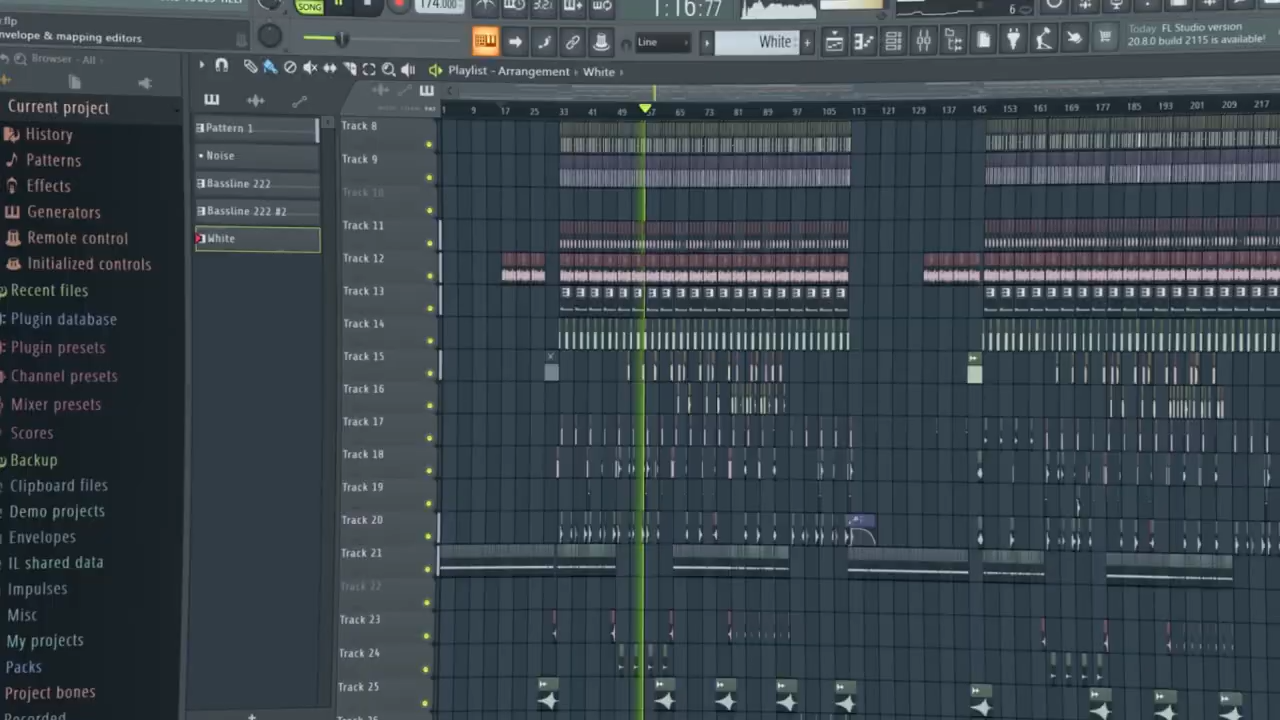 SONG
174.000
3.2:
1:16:77
6
.flp
envelope & mapping editors
Line
White
Today FL Studio version
20.8.0 build 2115 is available!
Browser - All
Playlist - Arrangement › White ›
Current project
History
Patterns
Effects
Generators
Remote control
Initialized controls
Recent files
Plugin database
Plugin presets
Channel presets
Mixer presets
Scores
Backup
Clipboard files
Demo projects
Envelopes
IL shared data
Impulses
Misc
My projects
Packs
Project bones
Recorded
Pattern 1
Noise
Bassline 222
Bassline 222 #2
White
9 17 25 33 41 49 57 65 73 81 89 97 105 113 121 129 137 145 153 161 169 177 185 193 201 209 217
Track 8
Track 9
Track 10
Track 11
Track 12
Track 13
Track 14
Track 15
Track 16
Track 17
Track 18
Track 19
Track 20
Track 21
Track 22
Track 23
Track 24
Track 25